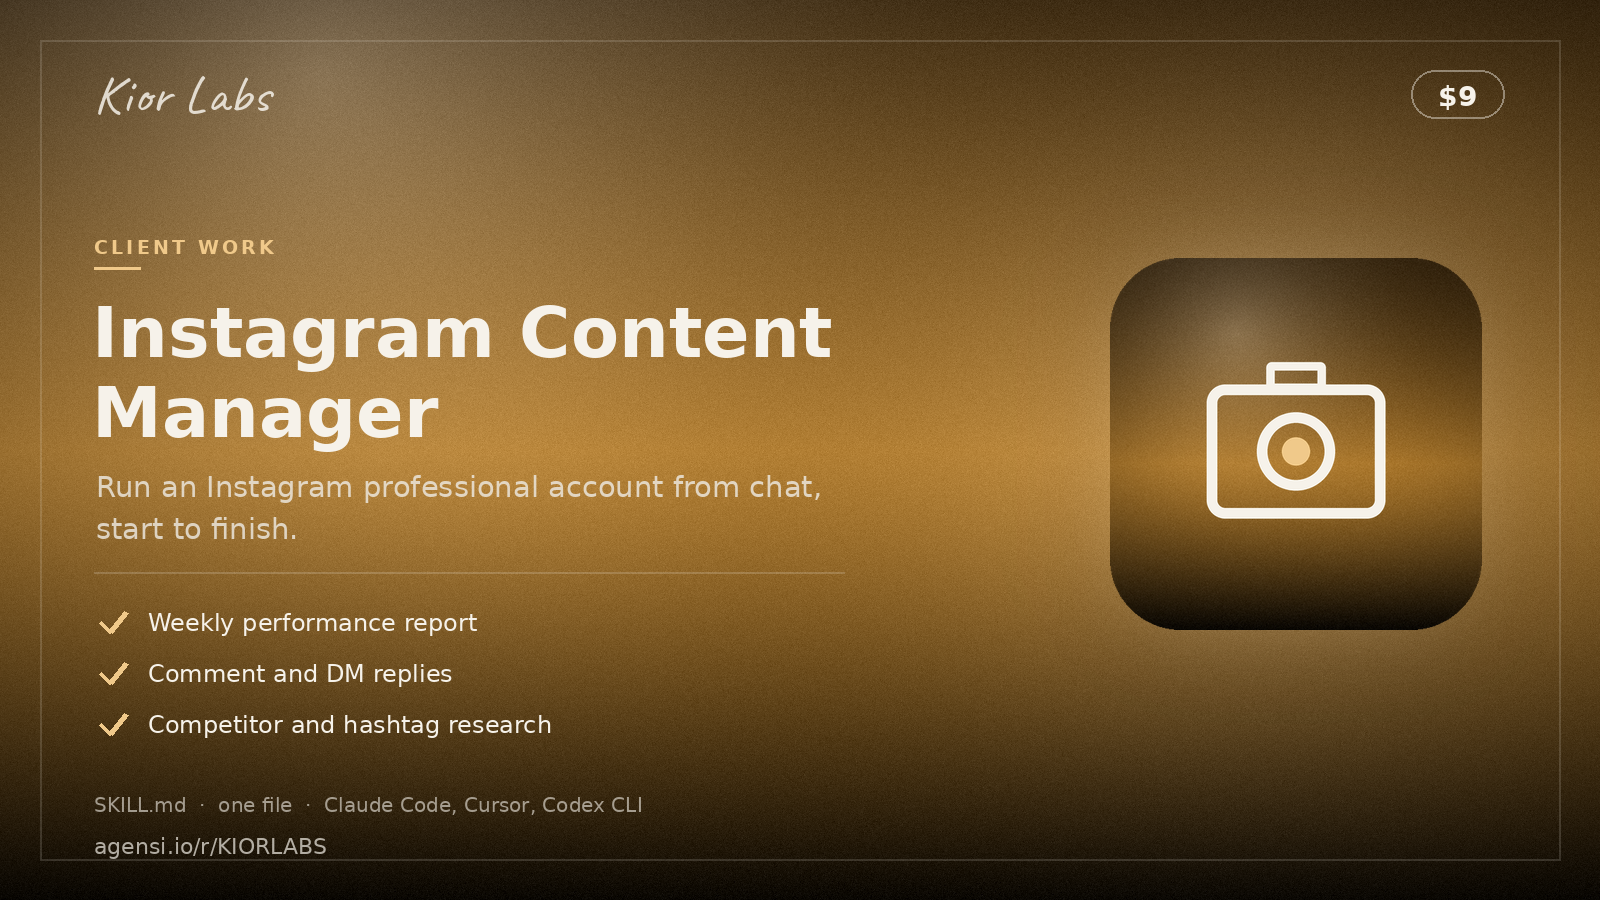 Kior Labs
$9
CLIENT WORK
Instagram Content
Manager
Run an Instagram professional account from chat,
start to finish.
Weekly performance report
Comment and DM replies
Competitor and hashtag research
SKILL.md · one file · Claude Code, Cursor, Codex CLI
agensi.io/r/KIORLABS